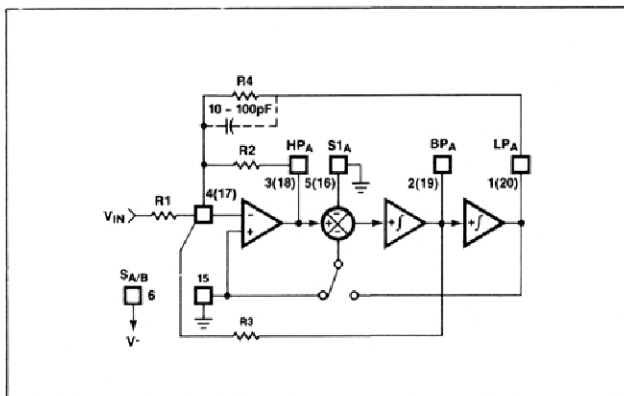 R4
10 – 100pF
R2
HPA
S1A
BPA
LPA
3(18)
5(16)
2(19)
1(20)
4(17)
R1
VIN
–
+
+
–
–
+∫
+∫
SA/B
6
15
V-
R3